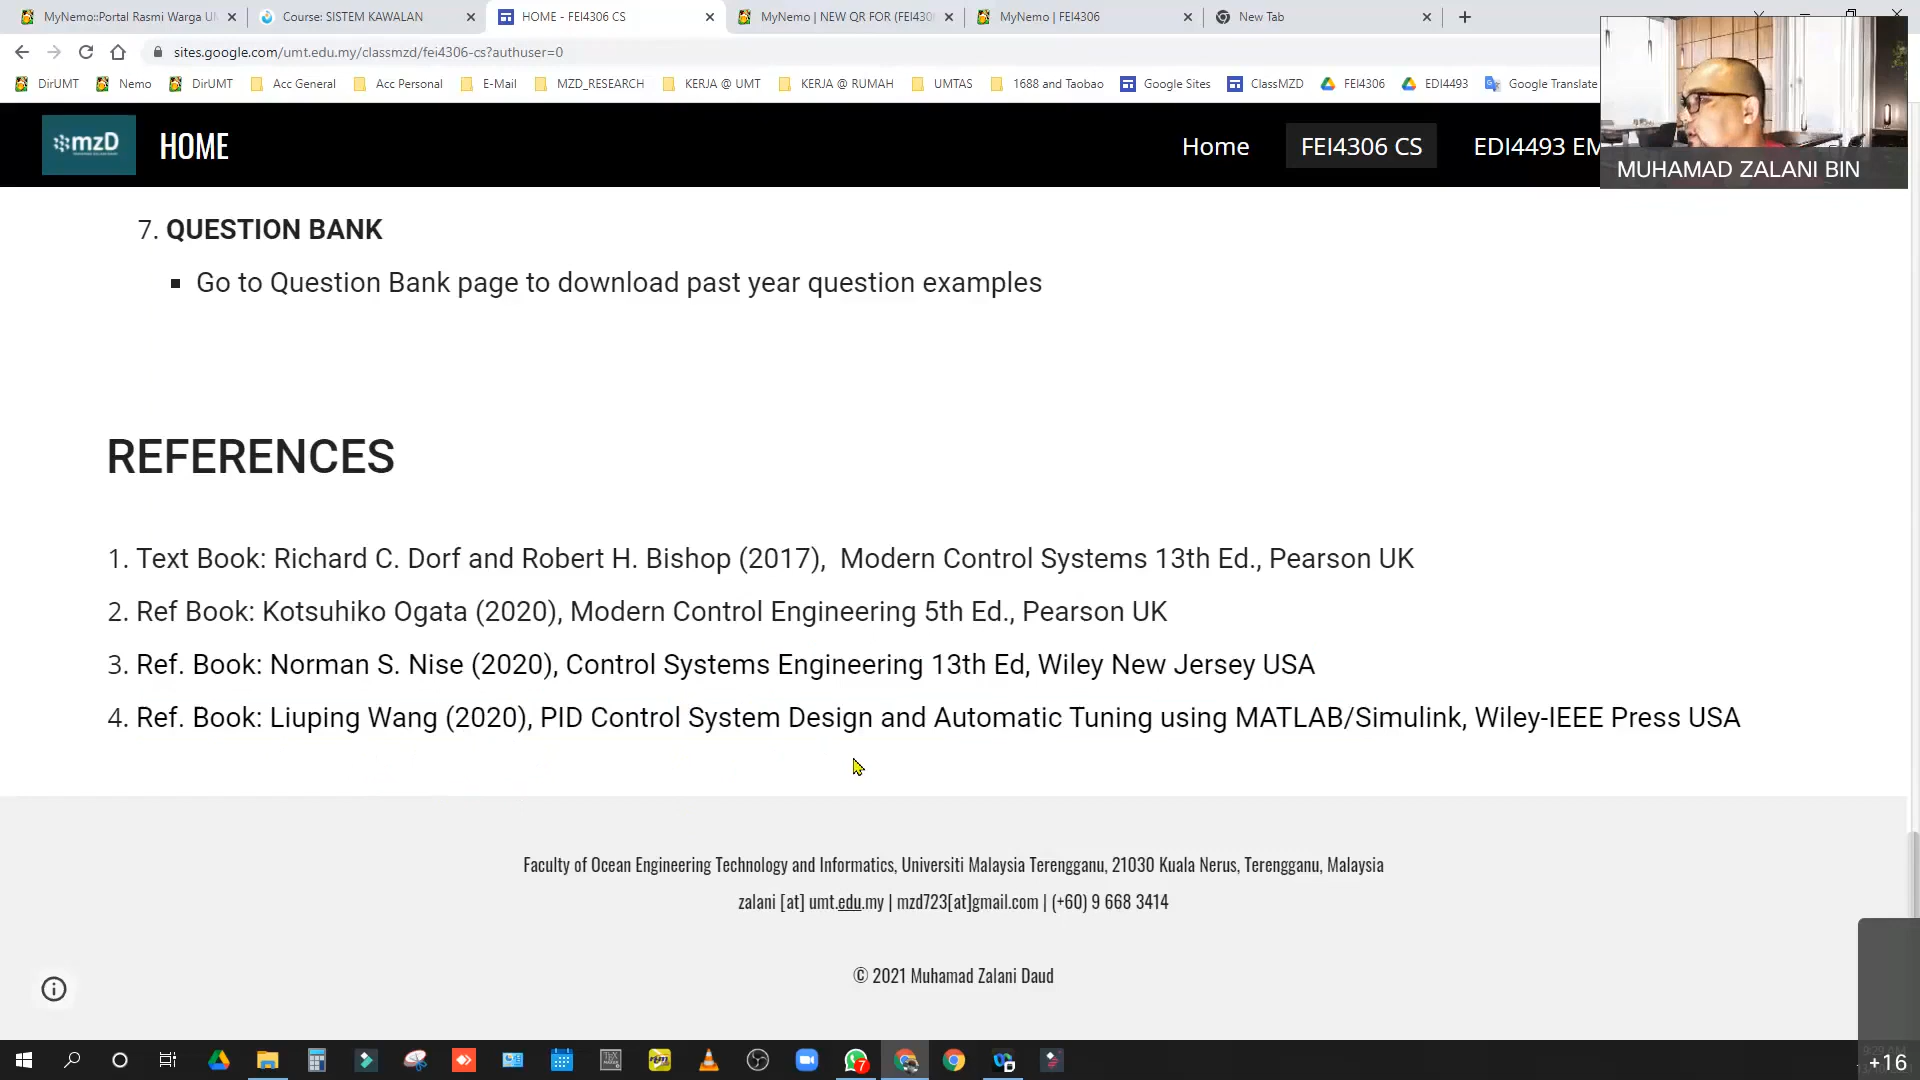 MyNemo::Portal Rasmi Warga UM
Course: SISTEM KAWALAN
HOME - FEI4306 CS
MyNemo | NEW QR FOR (FEI430
MyNemo | FEI4306
New Tab
sites.google.com/umt.edu.my/classmzd/fei4306-cs?authuser=0
DirUMT Nemo DirUMT Acc General Acc Personal E-Mail MZD_RESEARCH KERJA @ UMT KERJA @ RUMAH UMTAS 1688 and Taobao Google Sites ClassMZD FEI4306 EDI4493 Google Translate
mzD HOME
Home FEI4306 CS EDI4493 EM
MUHAMAD ZALANI BIN
7. QUESTION BANK
▪ Go to Question Bank page to download past year question examples
REFERENCES
1. Text Book: Richard C. Dorf and Robert H. Bishop (2017), Modern Control Systems 13th Ed., Pearson UK
2. Ref Book: Kotsuhiko Ogata (2020), Modern Control Engineering 5th Ed., Pearson UK
3. Ref. Book: Norman S. Nise (2020), Control Systems Engineering 13th Ed, Wiley New Jersey USA
4. Ref. Book: Liuping Wang (2020), PID Control System Design and Automatic Tuning using MATLAB/Simulink, Wiley-IEEE Press USA
Faculty of Ocean Engineering Technology and Informatics, Universiti Malaysia Terengganu, 21030 Kuala Nerus, Terengganu, Malaysia
zalani [at] umt.edu.my | mzd723[at]gmail.com | (+60) 9 668 3414
© 2021 Muhamad Zalani Daud
7
+16